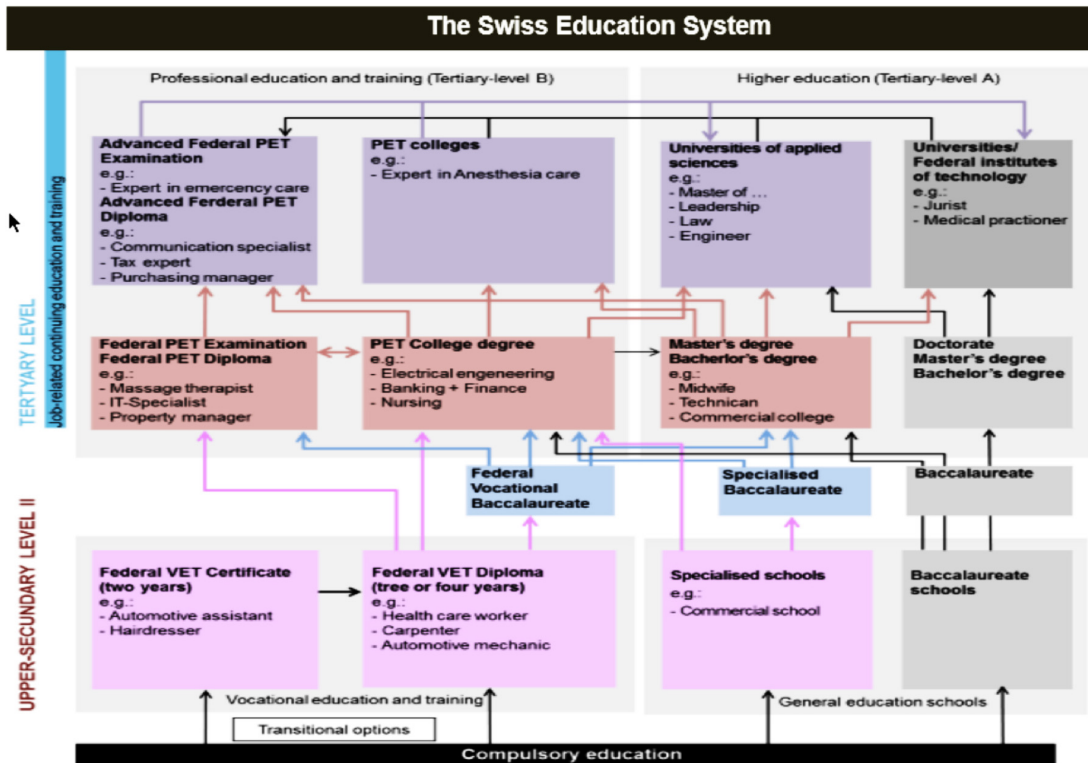 The Swiss Education System
Professional education and training (Tertiary-level B)
Higher education (Tertiary-level A)
TERTYARY LEVEL
Job-related continuing education and training
Advanced Federal PET
Examination
e.g.:
- Expert in emercency care
Advanced Ferderal PET
Diploma
e.g.:
- Communication specialist
- Tax expert
- Purchasing manager
PET colleges
e.g.:
- Expert in Anesthesia care
Universities of applied
sciences
e.g.:
- Master of ...
- Leadership
- Law
- Engineer
Universities/
Federal institutes
of technology
e.g.:
- Jurist
- Medical practioner
Federal PET Examination
Federal PET Diploma
e.g.:
- Massage therapist
- IT-Specialist
- Property manager
PET College degree
e.g.:
- Electrical engeneering
- Banking + Finance
- Nursing
Master's degree
Bacherlor's degree
e.g.:
- Midwife
- Technican
- Commercial college
Doctorate
Master's degree
Bachelor's degree
Federal
Vocational
Baccalaureate
Specialised
Baccalaureate
Baccalaureate
UPPER-SECUNDARY LEVEL II
Federal VET Certificate
(two years)
e.g.:
- Automotive assistant
- Hairdresser
Federal VET Diploma
(tree or four years)
e.g.:
- Health care worker
- Carpenter
- Automotive mechanic
Specialised schools
e.g.:
- Commercial school
Baccalaureate
schools
Vocational education and training
General education schools
Transitional options
Compulsory education